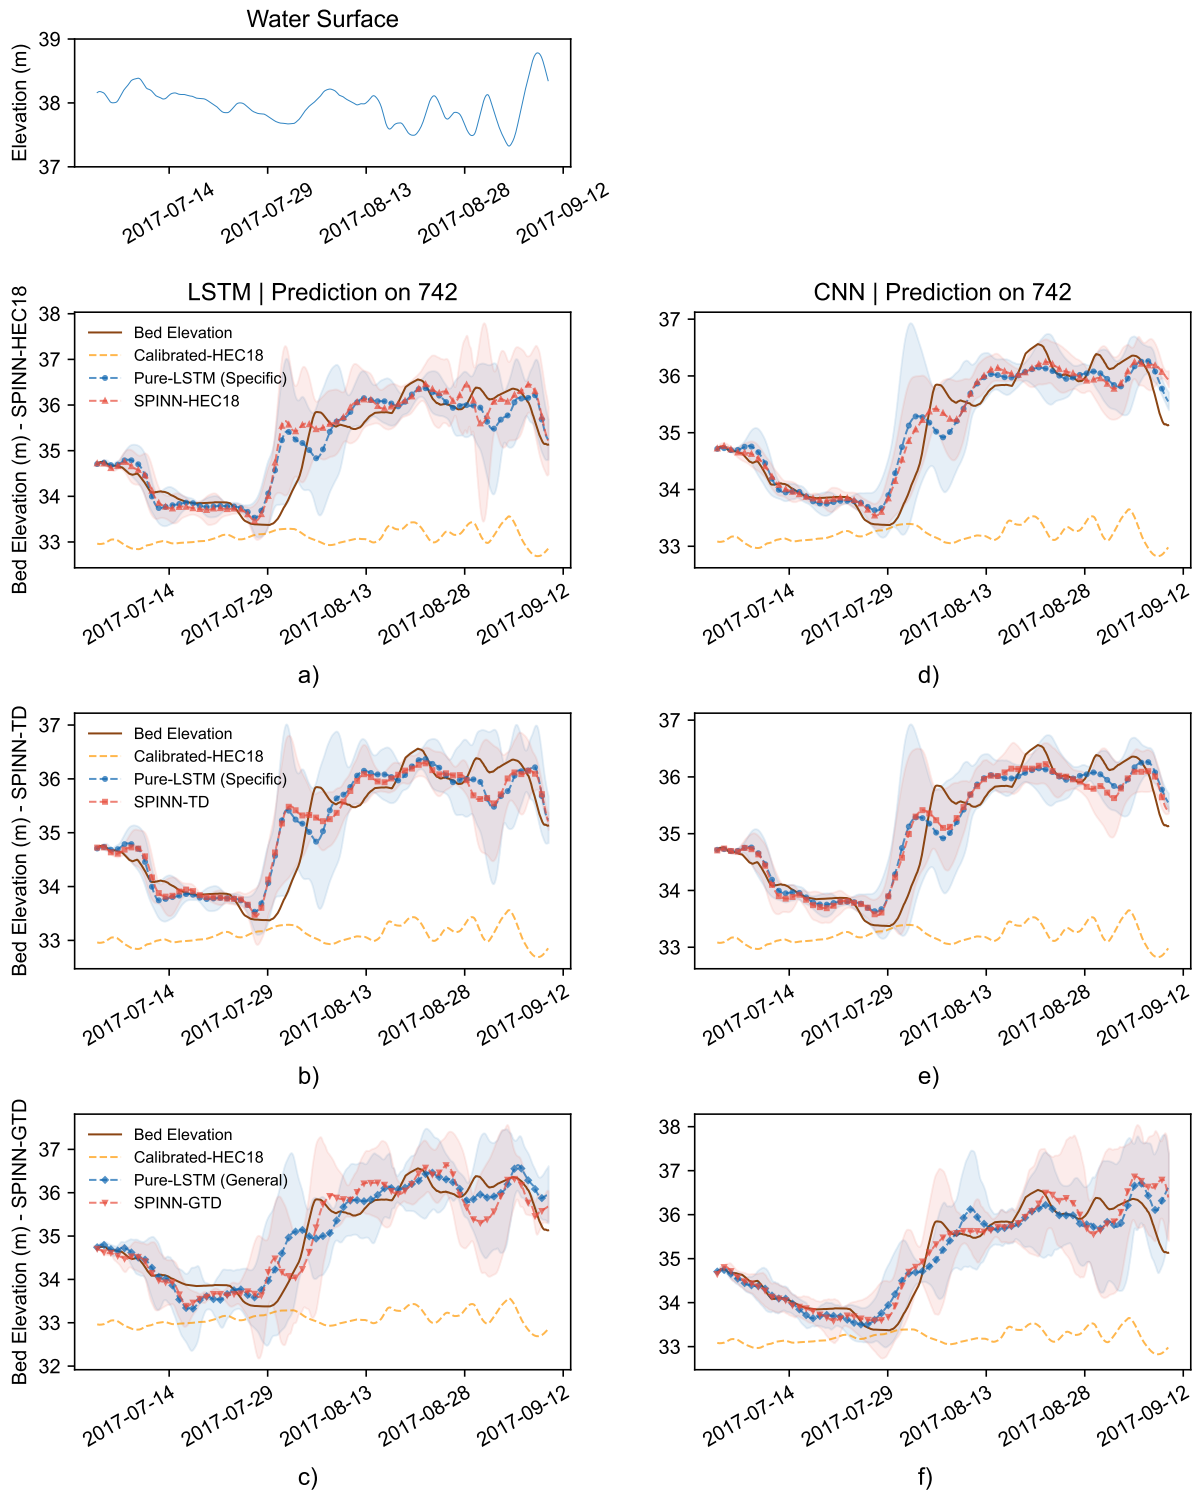 Water Surface
Elevation (m)
39
38
37
2017-07-14
2017-07-29
2017-08-13
2017-08-28
2017-09-12
LSTM | Prediction on 742
Bed Elevation (m) - SPINN-HEC18
38
37
36
35
34
33
Bed Elevation
Calibrated-HEC18
Pure-LSTM (Specific)
SPINN-HEC18
2017-07-14
2017-07-29
2017-08-13
2017-08-28
2017-09-12
a)
CNN | Prediction on 742
37
36
35
34
33
2017-07-14
2017-07-29
2017-08-13
2017-08-28
2017-09-12
d)
Bed Elevation (m) - SPINN-TD
37
36
35
34
33
Bed Elevation
Calibrated-HEC18
Pure-LSTM (Specific)
SPINN-TD
2017-07-14
2017-07-29
2017-08-13
2017-08-28
2017-09-12
b)
37
36
35
34
33
2017-07-14
2017-07-29
2017-08-13
2017-08-28
2017-09-12
e)
Bed Elevation (m) - SPINN-GTD
37
36
35
34
33
32
Bed Elevation
Calibrated-HEC18
Pure-LSTM (General)
SPINN-GTD
2017-07-14
2017-07-29
2017-08-13
2017-08-28
2017-09-12
c)
38
37
36
35
34
33
2017-07-14
2017-07-29
2017-08-13
2017-08-28
2017-09-12
f)